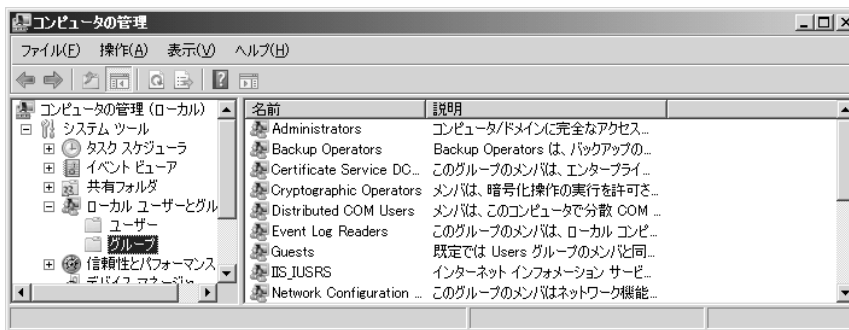 コンピュータの管理
ファイル(F) 操作(A) 表示(V) ヘルプ(H)
コンピュータの管理 (ローカル)
システム ツール
タスク スケジューラ
イベント ビューア
共有フォルダ
ローカル ユーザーとグル
ユーザー
グループ
信頼性とパフォーマンス
デバイス マネージャ
名前 説明
Administrators コンピュータ/ドメインに完全なアクセス...
Backup Operators Backup Operators は、バックアップの...
Certificate Service DC... このグループのメンバは、エンタープライ...
Cryptographic Operators メンバは、暗号化操作の実行を許可さ...
Distributed COM Users メンバは、このコンピュータで分散 COM ...
Event Log Readers このグループのメンバは、ローカル コンピ...
Guests 既定では Users グループのメンバと同...
IIS_IUSRS インターネット インフォメーション サービ...
Network Configuration ... このグループのメンバはネットワーク機能...